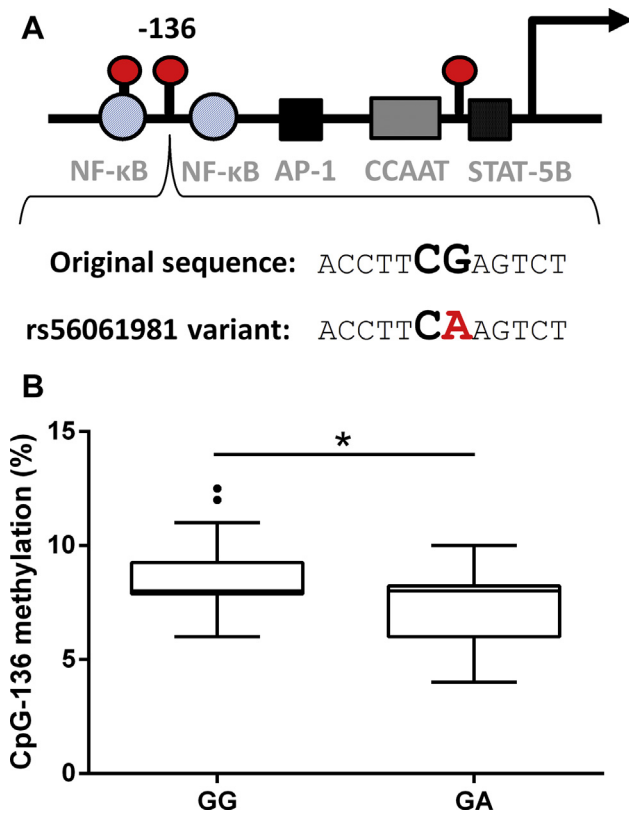 A
-136
NF-κB NF-κB AP-1 CCAAT STAT-5B
Original sequence: ACCTTCGAGTCT
rs56061981 variant: ACCTTCAAGTCT
B
CpG-136 methylation (%)
15
*
10
5
0
GG GA